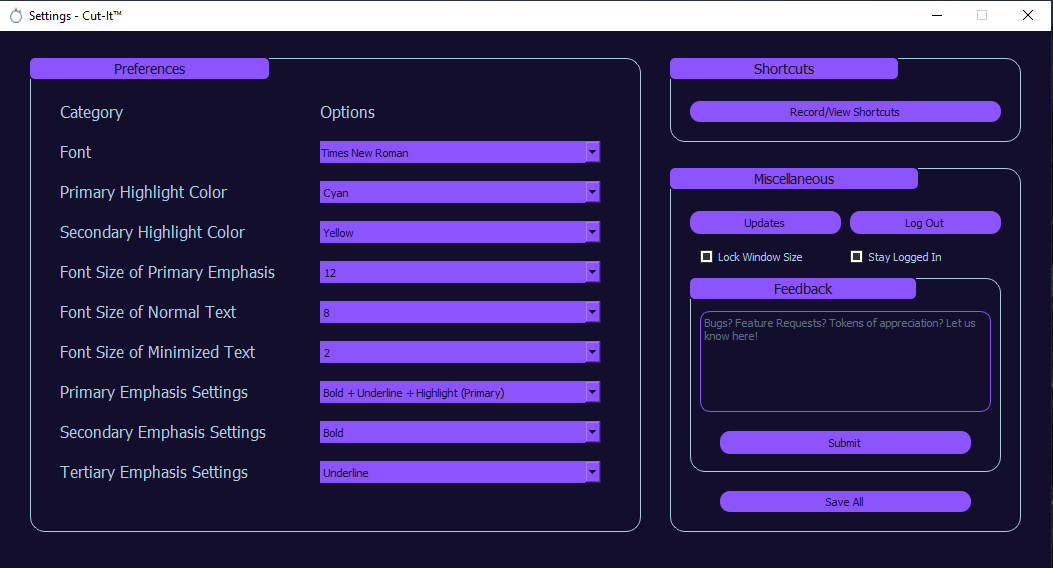 Settings - Cut-It™
Preferences
Category Options
Font Times New Roman
Primary Highlight Color Cyan
Secondary Highlight Color Yellow
Font Size of Primary Emphasis 12
Font Size of Normal Text 8
Font Size of Minimized Text 2
Primary Emphasis Settings Bold + Underline + Highlight (Primary)
Secondary Emphasis Settings Bold
Tertiary Emphasis Settings Underline
Shortcuts
Record/View Shortcuts
Miscellaneous
Updates Log Out
Lock Window Size Stay Logged In
Feedback
Bugs? Feature Requests? Tokens of appreciation? Let us
know here!
Submit
Save All